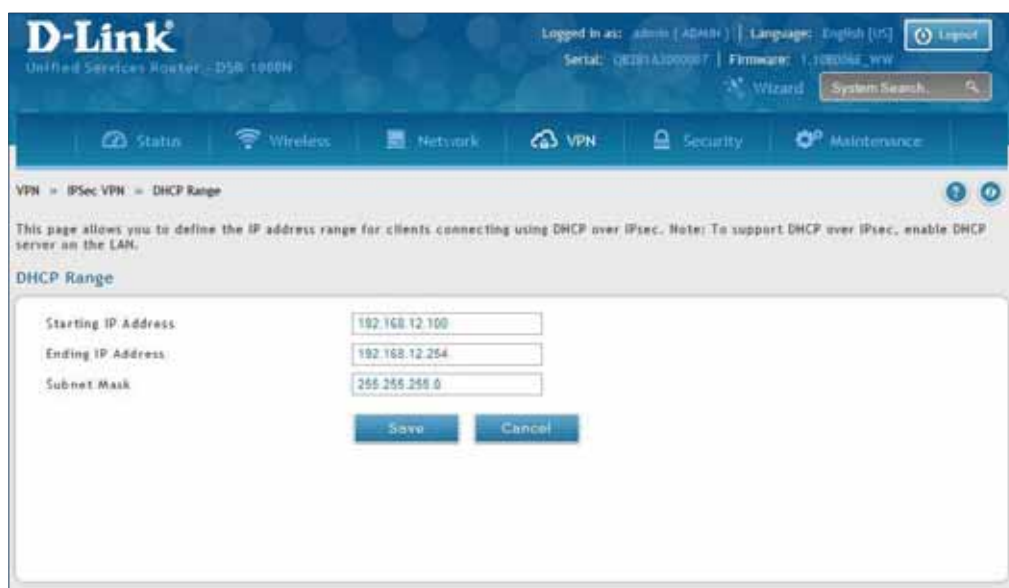 D-Link
Unified Services Router - DSR-1000N
Logged in as: admin ( ADMIN ) | Language: English [US]
Logout
Serial: | Firmware:
Wizard
System Search..
Status
Wireless
Network
VPN
Security
Maintenance
VPN » IPSec VPN » DHCP Range
This page allows you to define the IP address range for clients connecting using DHCP over IPsec. Note: To support DHCP over IPsec, enable DHCP
server on the LAN.
DHCP Range
Starting IP Address
192.168.12.100
Ending IP Address
192.168.12.254
Subnet Mask
255.255.255.0
Save
Cancel